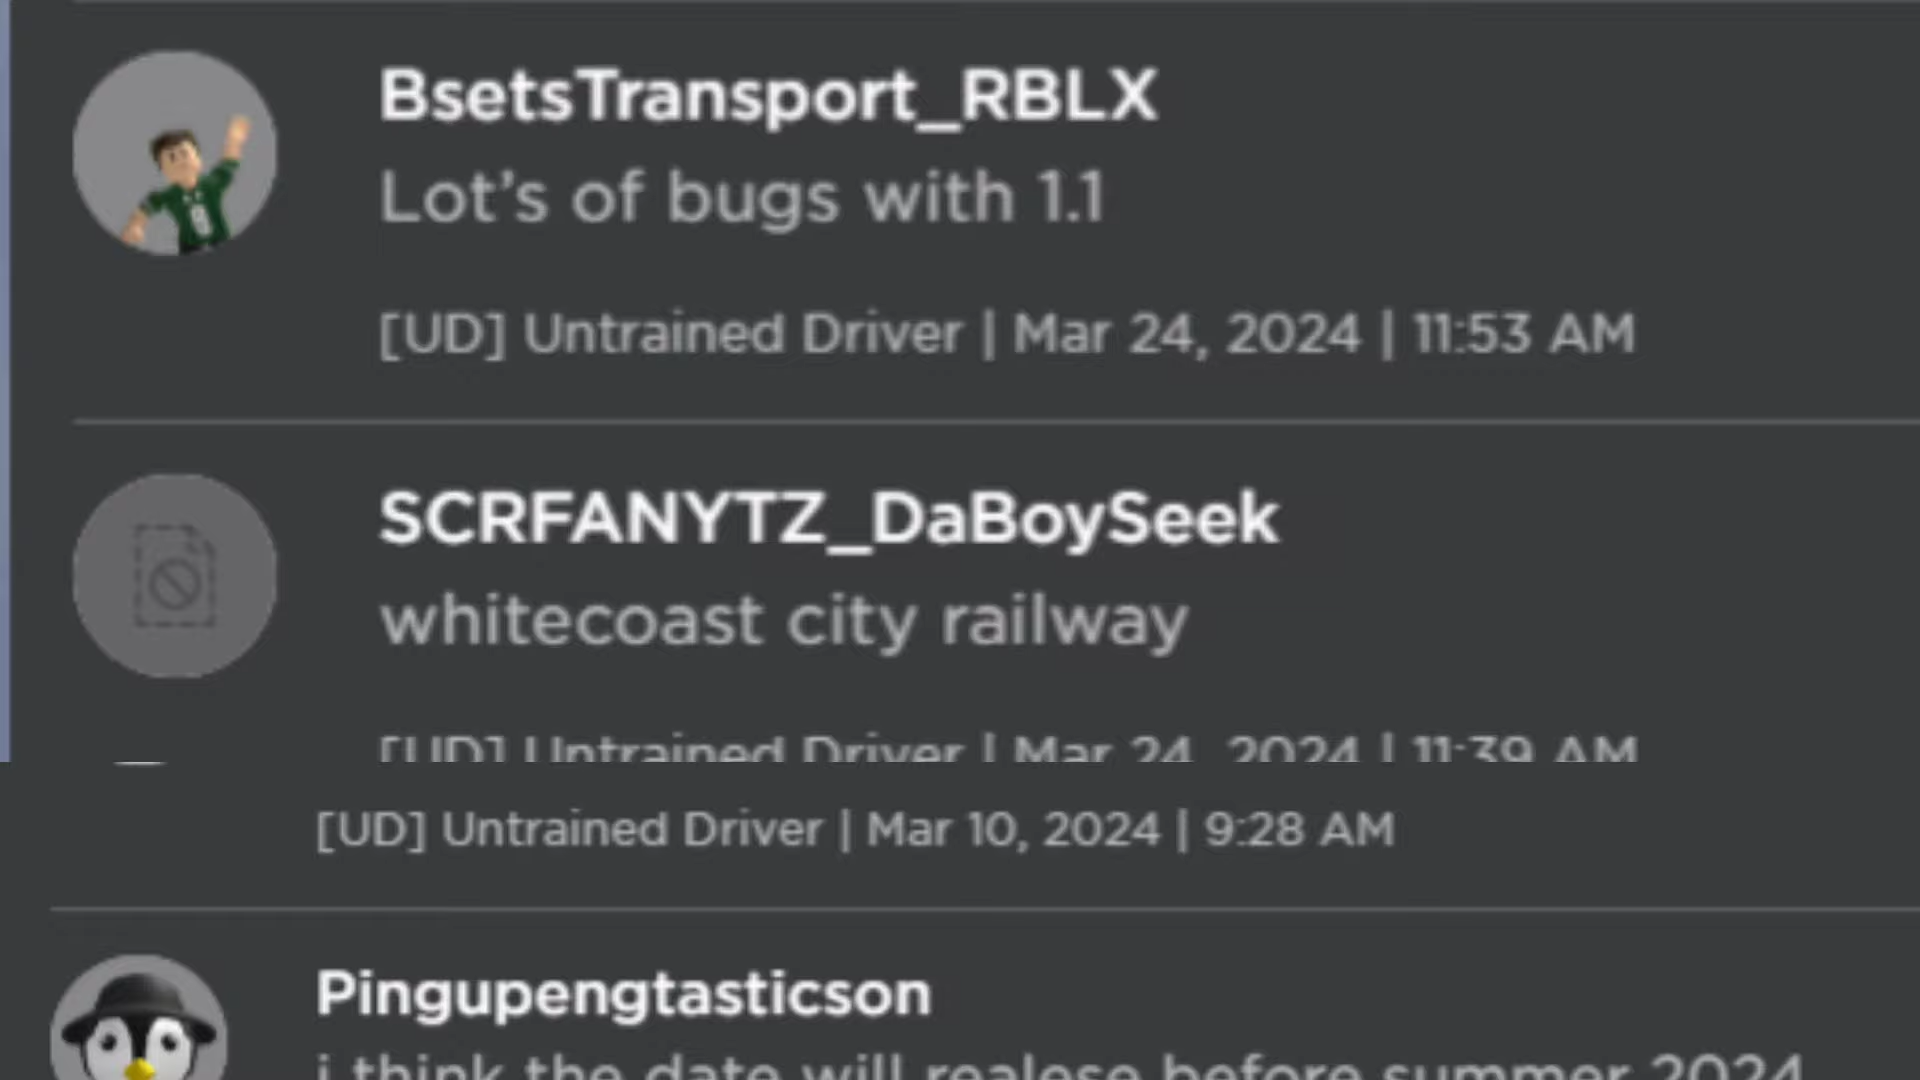 BsetsTransport_RBLX
Lot’s of bugs with 1.1
[UD] Untrained Driver | Mar 24, 2024 | 11:53 AM
SCRFANYTZ_DaBoySeek
whitecoast city railway
[UD] Untrained Driver | Mar 24, 2024 | 11:39 AM
[UD] Untrained Driver | Mar 10, 2024 | 9:28 AM
Pingupengtasticson
i think the date will realese before summer 2024